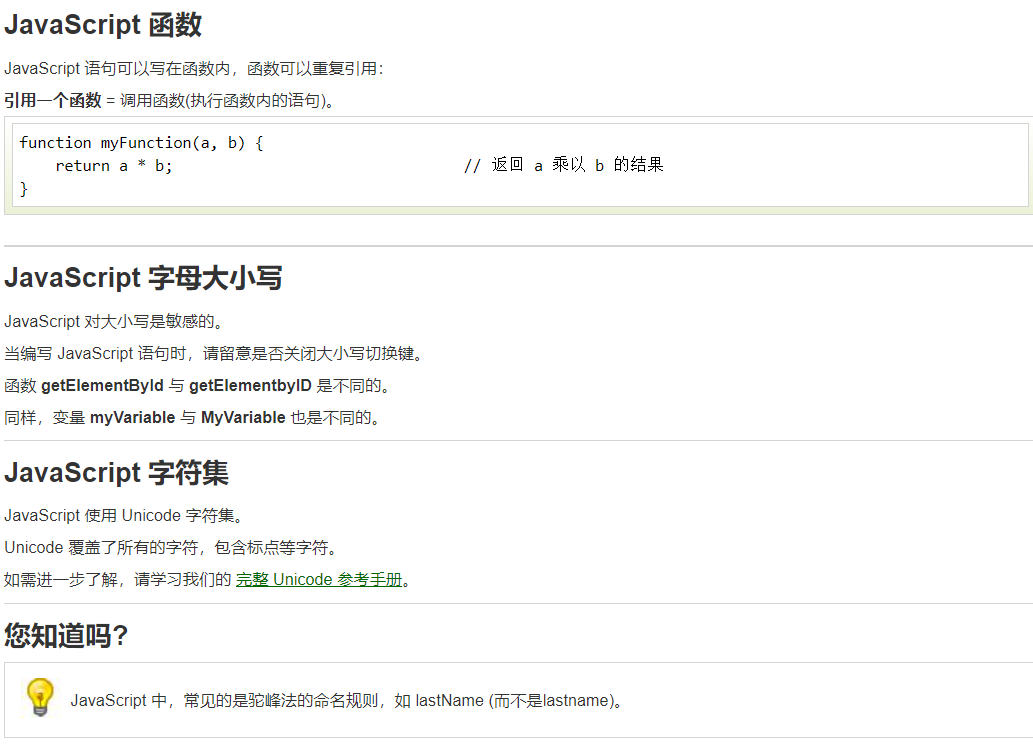 JavaScript 函数
JavaScript 语句可以写在函数内，函数可以重复引用：
引用一个函数 = 调用函数(执行函数内的语句)。
function myFunction(a, b) {
    return a * b;                                // 返回 a 乘以 b 的结果
}
JavaScript 字母大小写
JavaScript 对大小写是敏感的。
当编写 JavaScript 语句时，请留意是否关闭大小写切换键。
函数 getElementById 与 getElementbyID 是不同的。
同样，变量 myVariable 与 MyVariable 也是不同的。
JavaScript 字符集
JavaScript 使用 Unicode 字符集。
Unicode 覆盖了所有的字符，包含标点等字符。
如需进一步了解，请学习我们的 完整 Unicode 参考手册。
您知道吗?
JavaScript 中，常见的是驼峰法的命名规则，如 lastName (而不是lastname)。